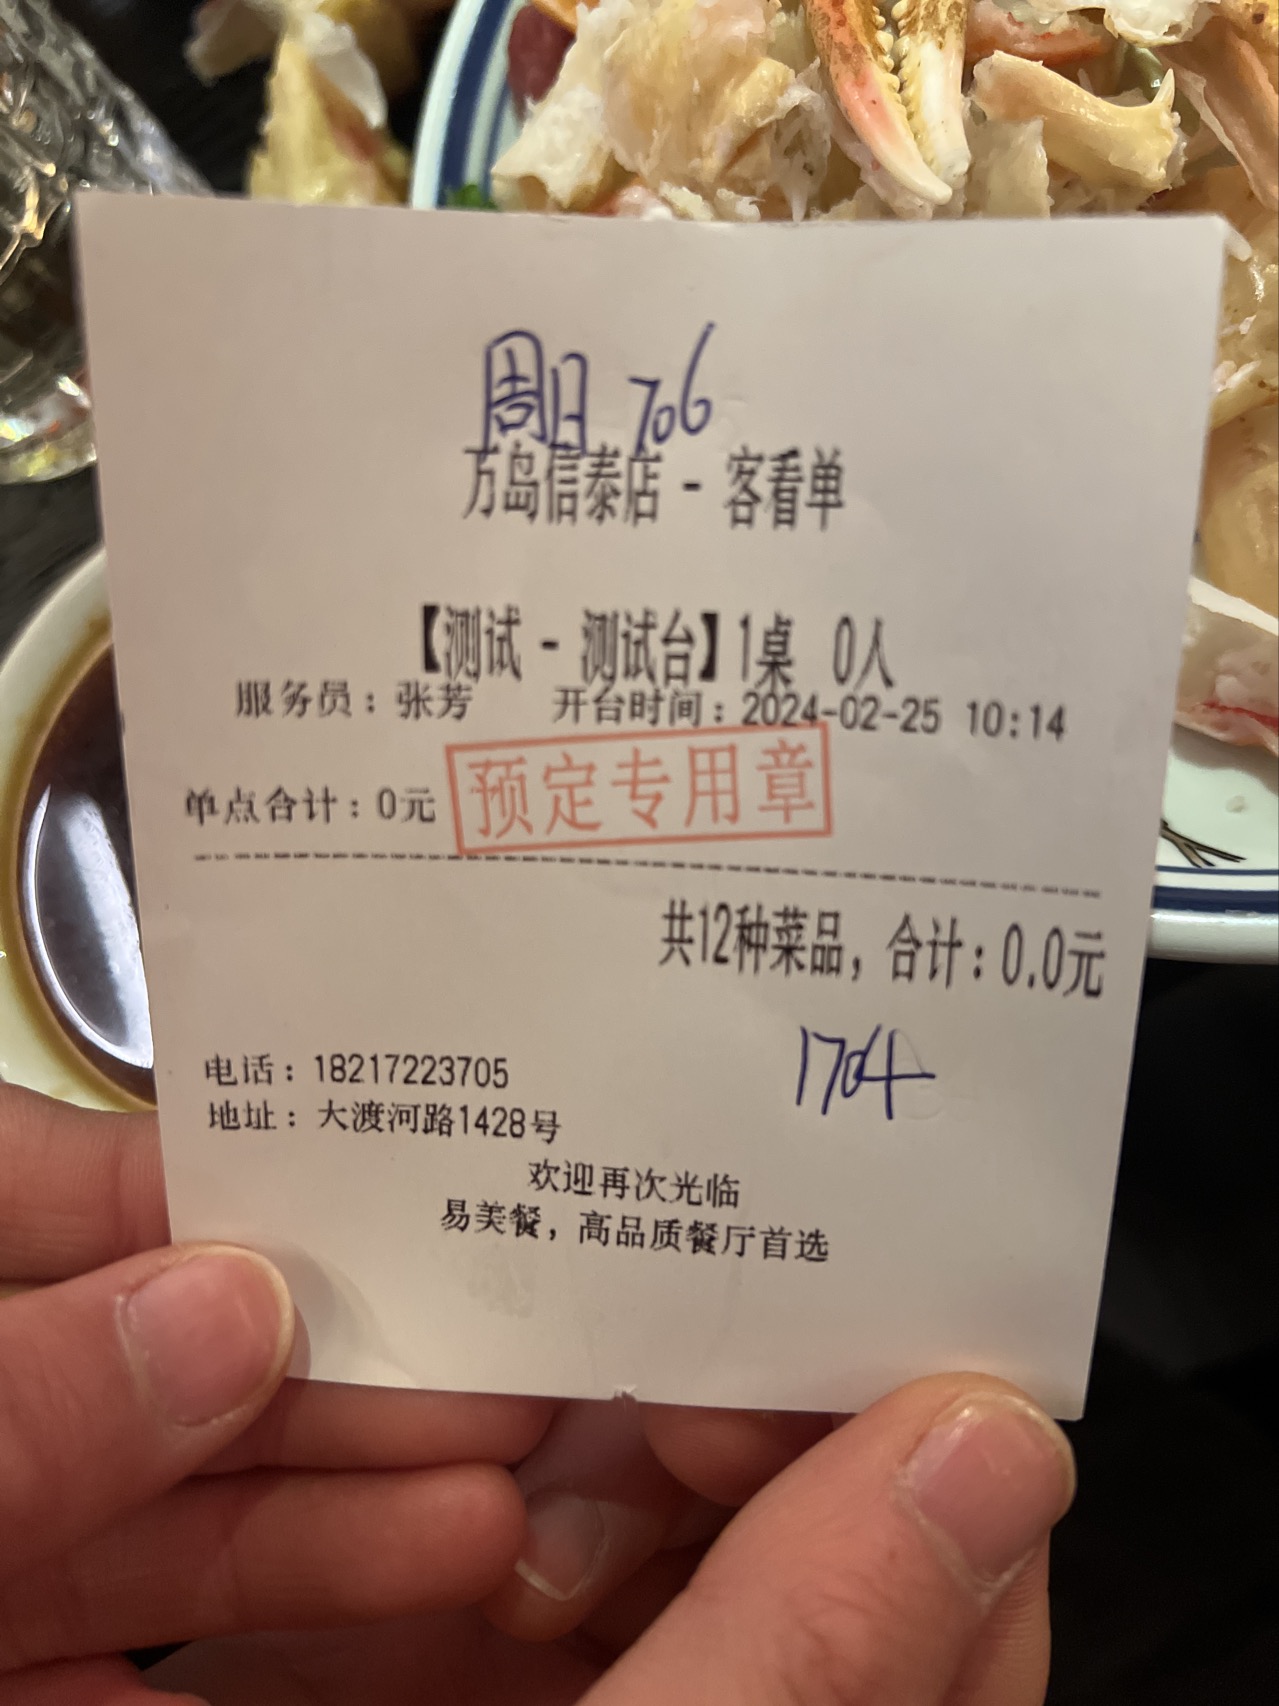 周日 706
万岛信泰店 - 客看单
【测试 - 测试台】1桌 0人
服务员：张芳 开台时间：2024-02-25 10:14
单点合计：0元 预定专用章
共12种菜品，合计：0.0元
1704
电话：18217223705
地址：大渡河路1428号
欢迎再次光临
易美餐，高品质餐厅首选